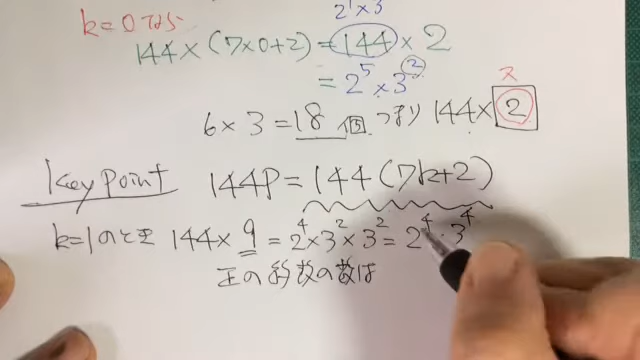 2⁴×3
k=0なら
144×(7×0+2)=144×2
=2⁵×3²
ス
6×3=18個 つまり 144×2
Key Point 144P=144(7k+2)
k=1のとき 144×9=2⁴×3²×3²=2⁴·3⁴
正の約数の数は